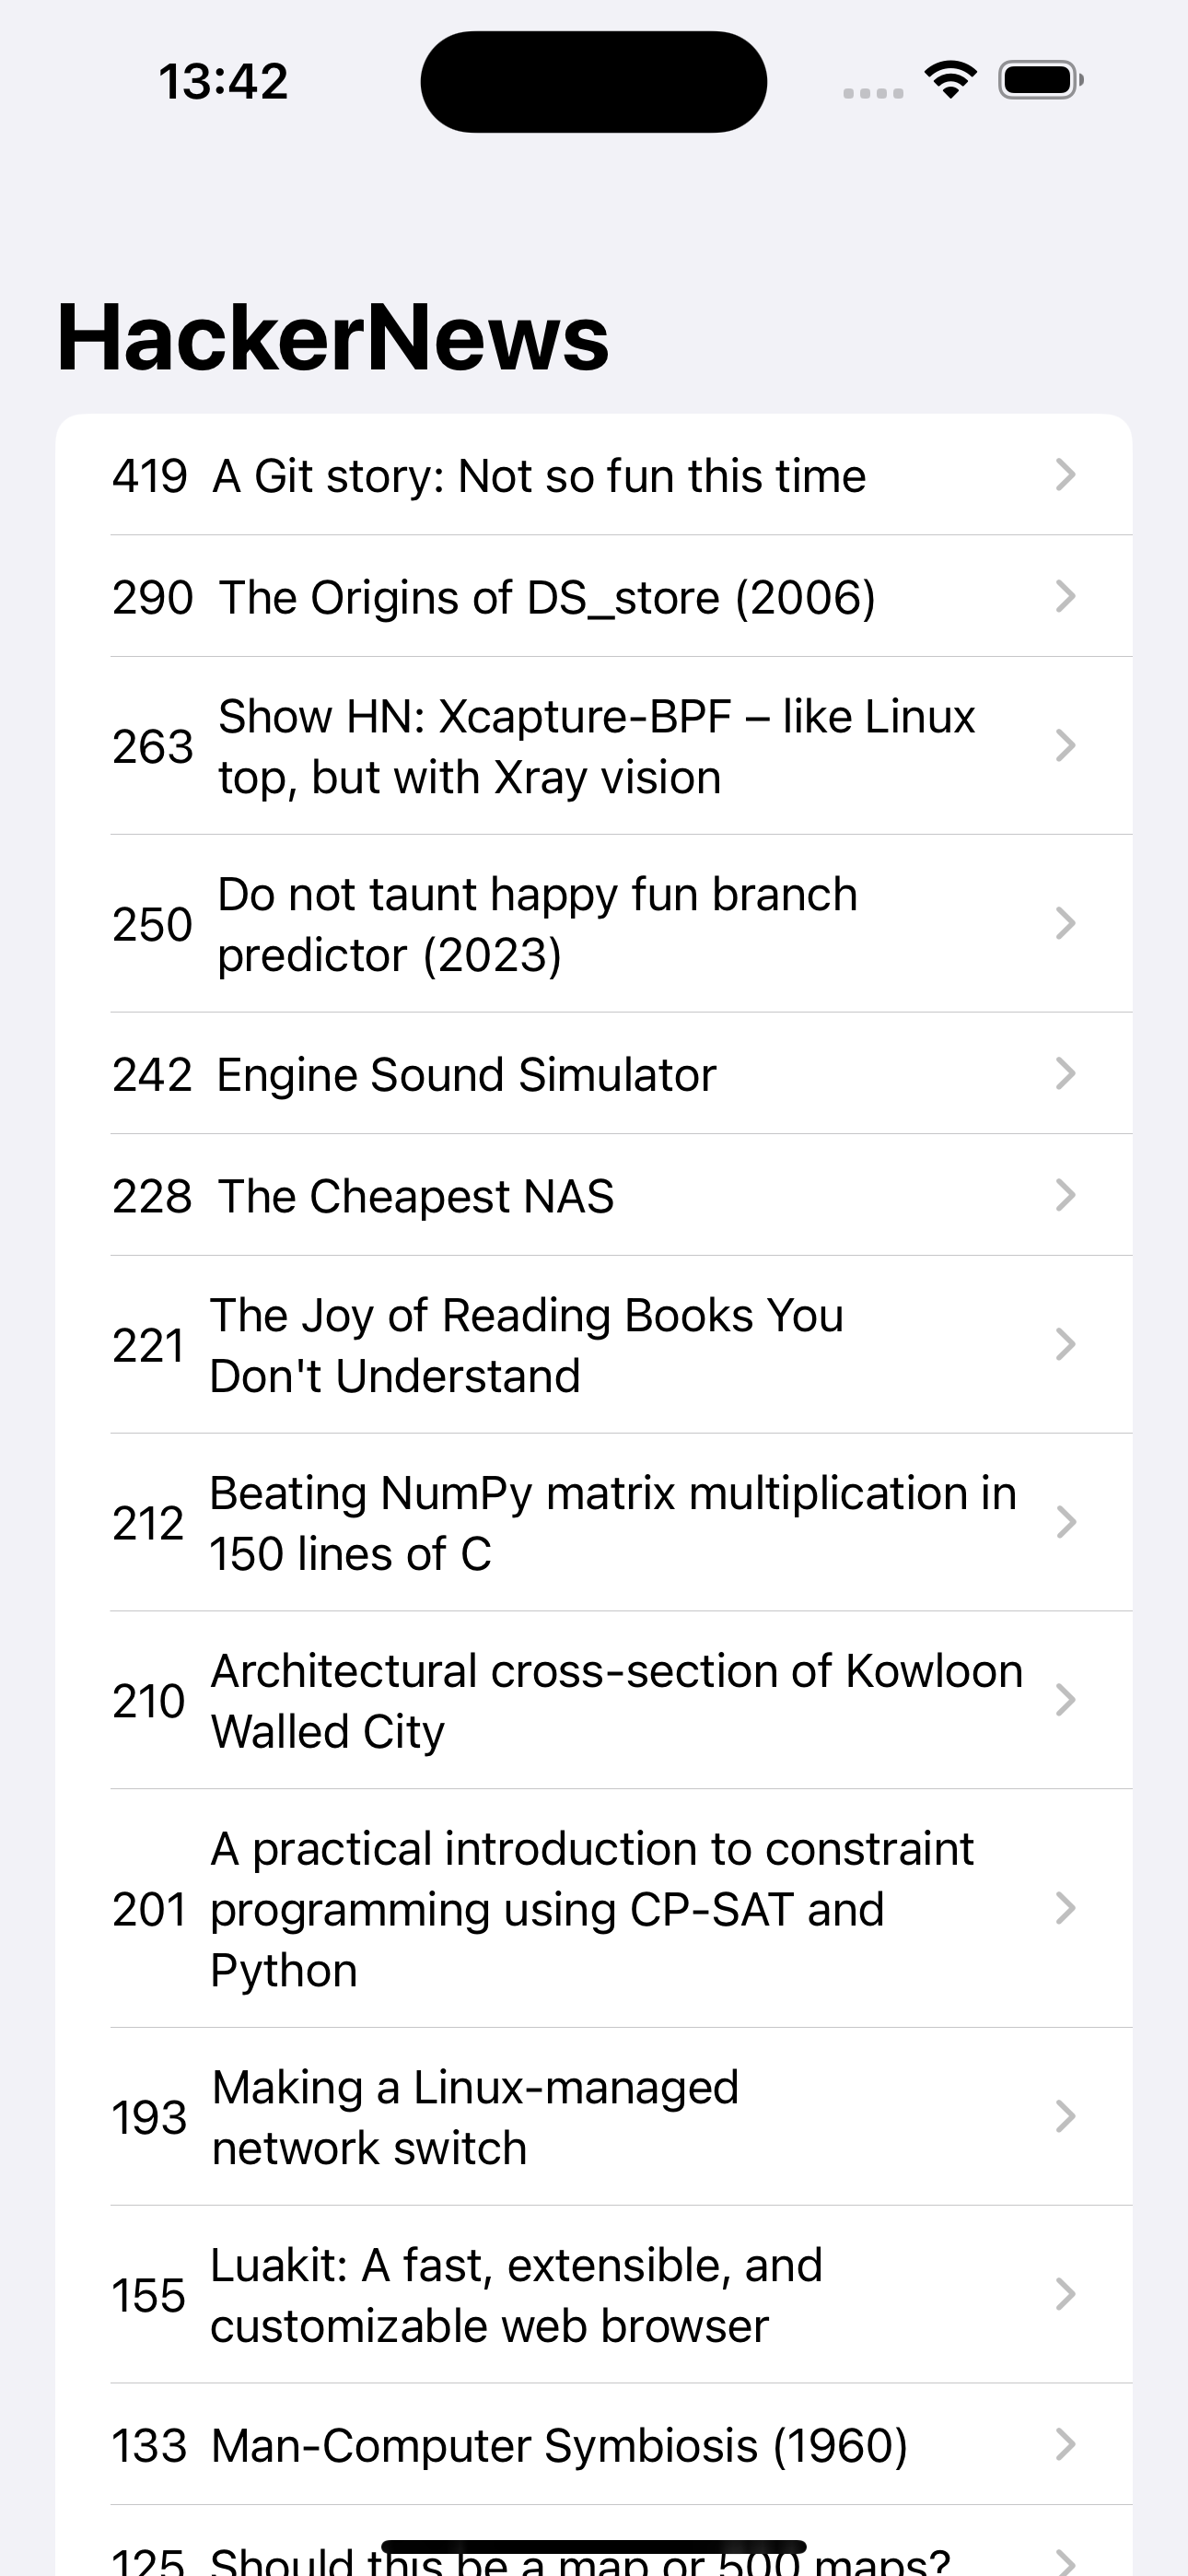 13:42
HackerNews
419 A Git story: Not so fun this time
290 The Origins of DS_store (2006)
263 Show HN: Xcapture-BPF – like Linux
top, but with Xray vision
250 Do not taunt happy fun branch
predictor (2023)
242 Engine Sound Simulator
228 The Cheapest NAS
221 The Joy of Reading Books You
Don't Understand
212 Beating NumPy matrix multiplication in
150 lines of C
210 Architectural cross-section of Kowloon
Walled City
201 A practical introduction to constraint
programming using CP-SAT and
Python
193 Making a Linux-managed
network switch
155 Luakit: A fast, extensible, and
customizable web browser
133 Man-Computer Symbiosis (1960)
125 Should this be a map or 500 maps?